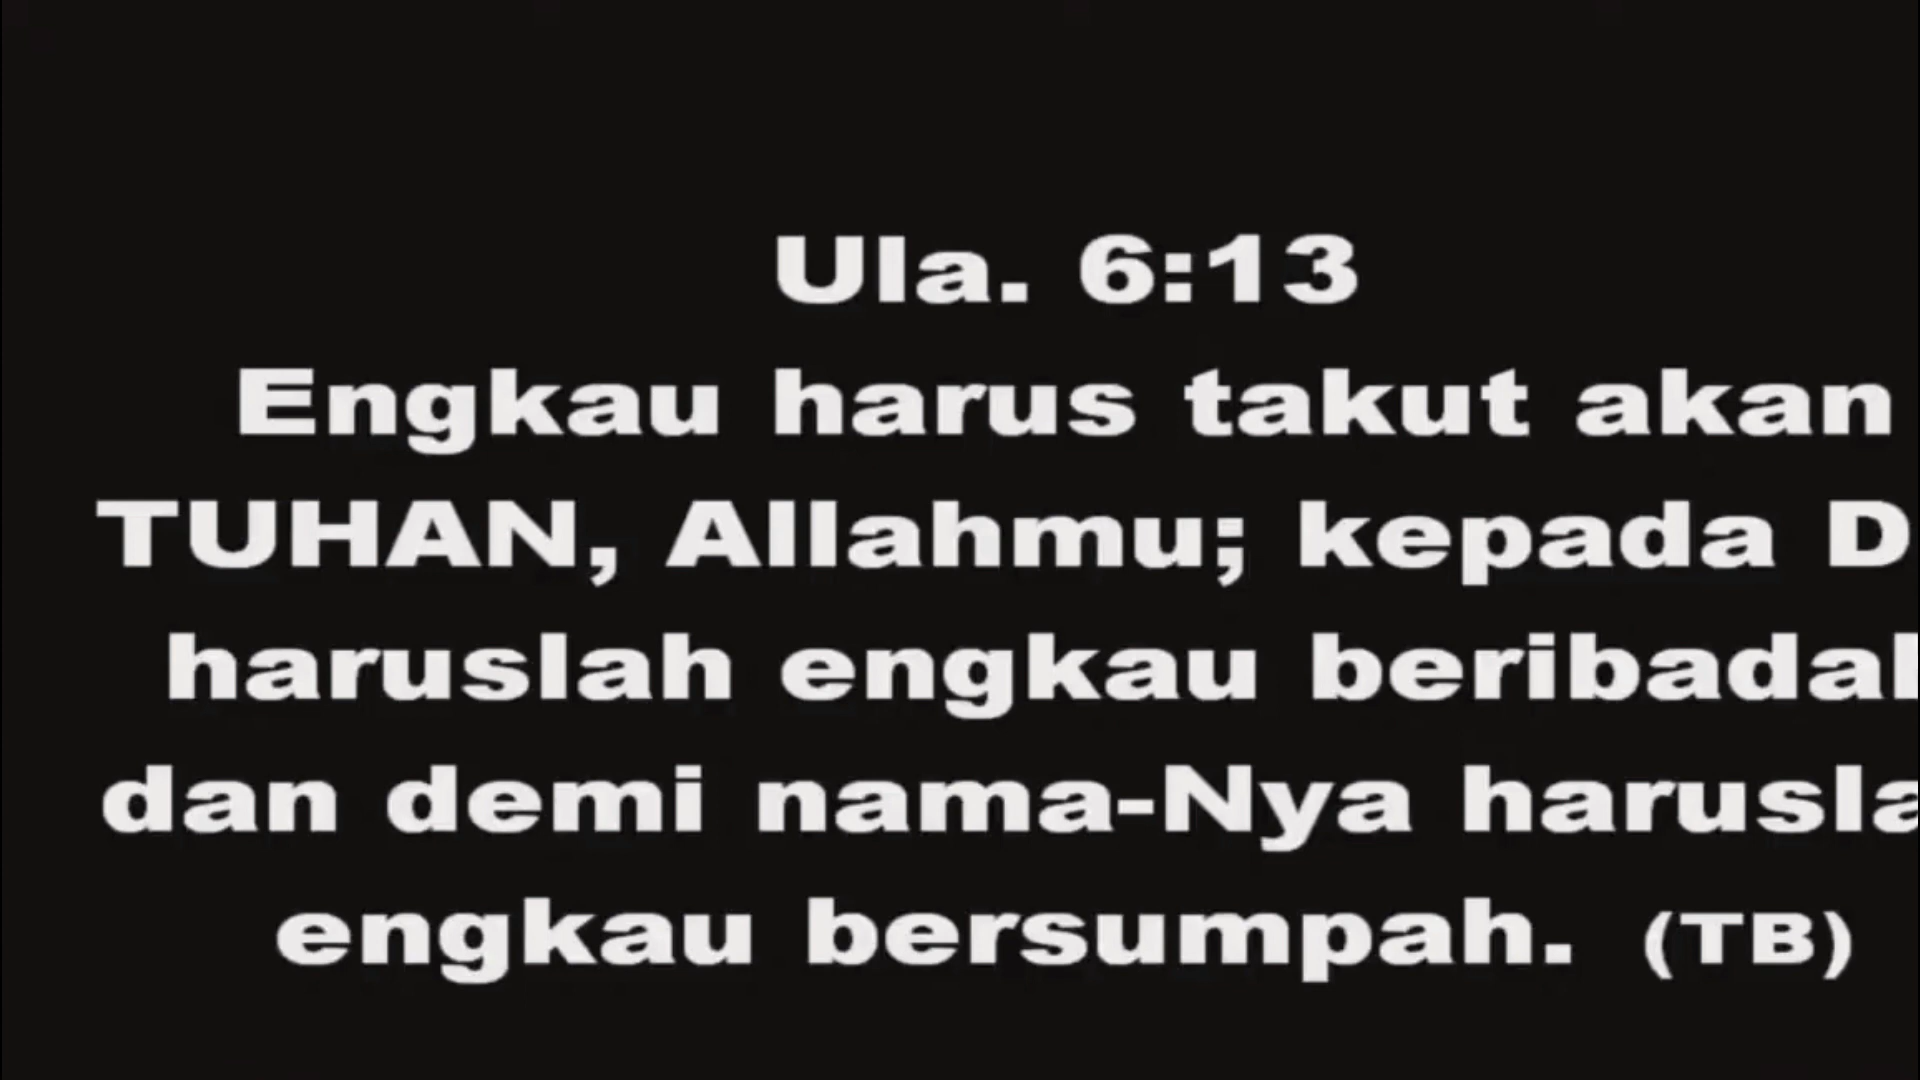 Ula. 6:13
Engkau harus takut akan
TUHAN, Allahmu; kepada D
haruslah engkau beribadah
dan demi nama-Nya harusla
engkau bersumpah. (TB)